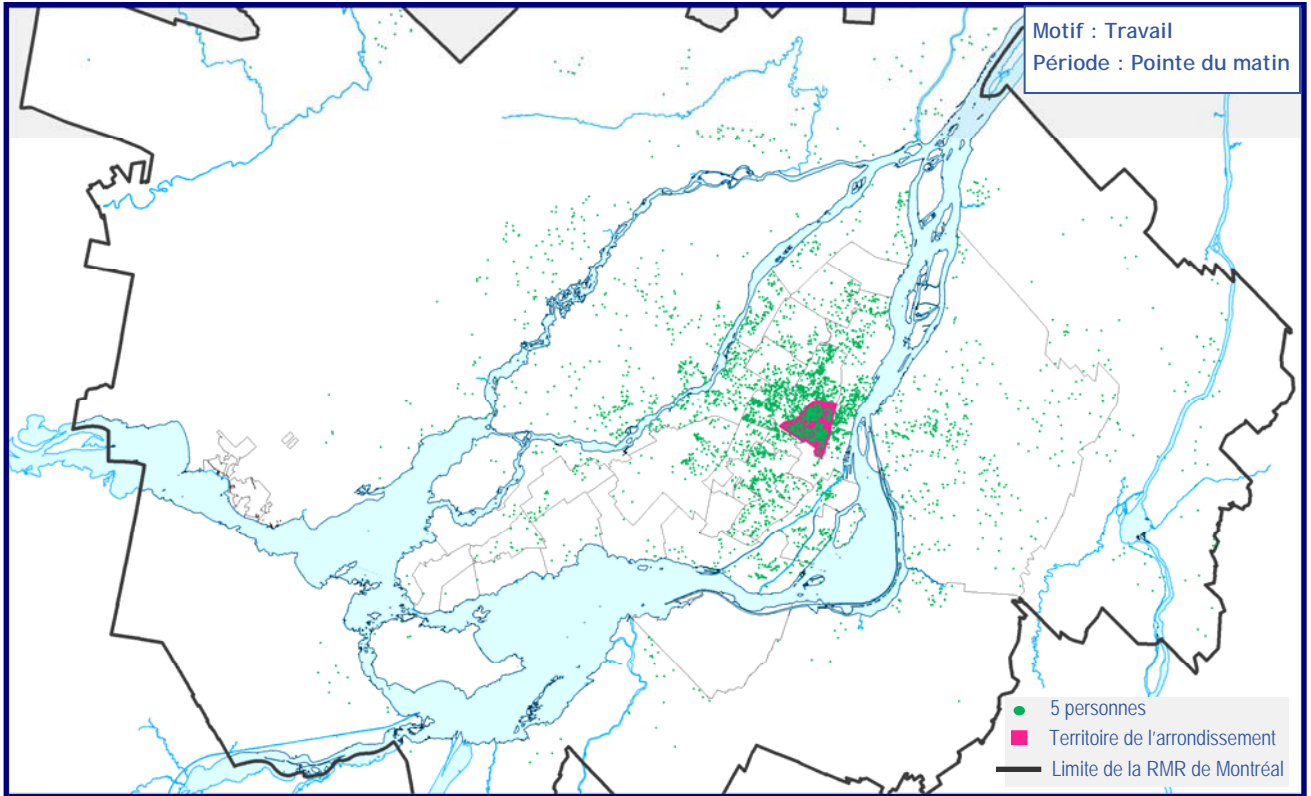 Motif : Travail
Période : Pointe du matin
5 personnes
Territoire de l'arrondissement
Limite de la RMR de Montréal